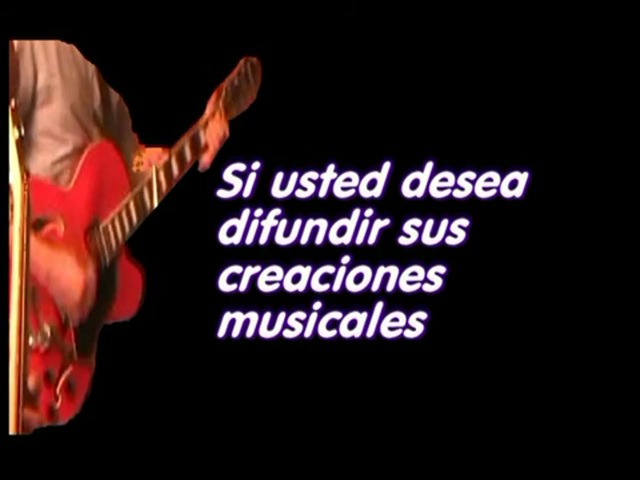 Si usted desea
difundir sus
creaciones
musicales